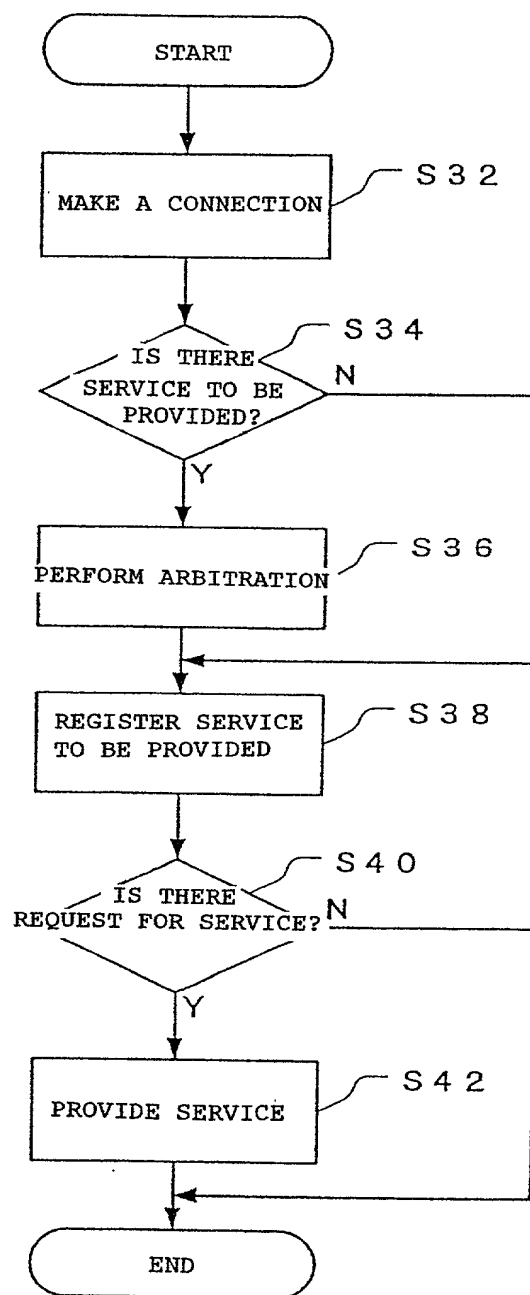 START
S32
MAKE A CONNECTION
S34
IS THERE
SERVICE TO BE
PROVIDED?
N
Y
S36
PERFORM ARBITRATION
S38
REGISTER SERVICE
TO BE PROVIDED
S40
IS THERE
REQUEST FOR SERVICE?
N
Y
S42
PROVIDE SERVICE
END